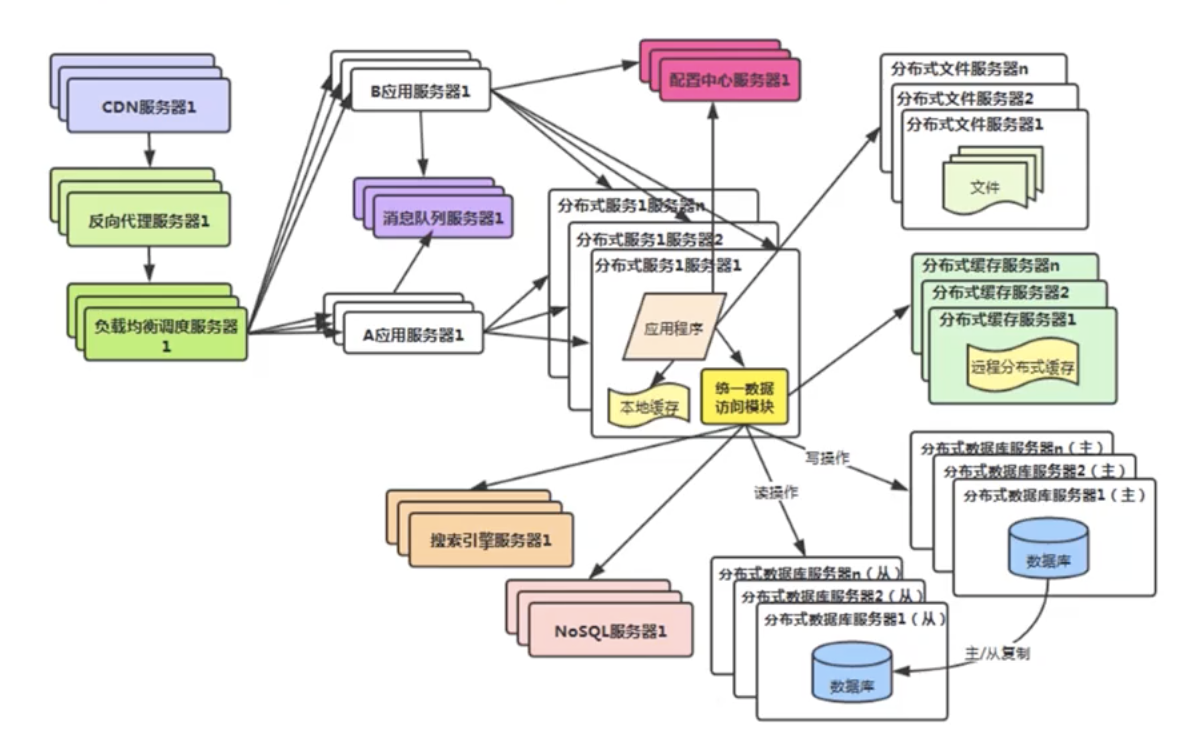 CDN服务器1
反向代理服务器1
负载均衡调度服务器
1
B应用服务器1
消息队列服务器1
A应用服务器1
配置中心服务器1
分布式服务1服务器n
分布式服务1服务器2
分布式服务1服务器1
应用程序
本地缓存
统一数据
访问模块
分布式文件服务器n
分布式文件服务器2
分布式文件服务器1
文件
分布式缓存服务器n
分布式缓存服务器2
分布式缓存服务器1
远程分布式缓存
写操作
读操作
分布式数据库服务器n（主）
分布式数据库服务器2（主）
分布式数据库服务器1（主）
数据库
搜索引擎服务器1
NoSQL服务器1
分布式数据库服务器n（从）
分布式数据库服务器2（从）
分布式数据库服务器1（从）
数据库
主/从复制